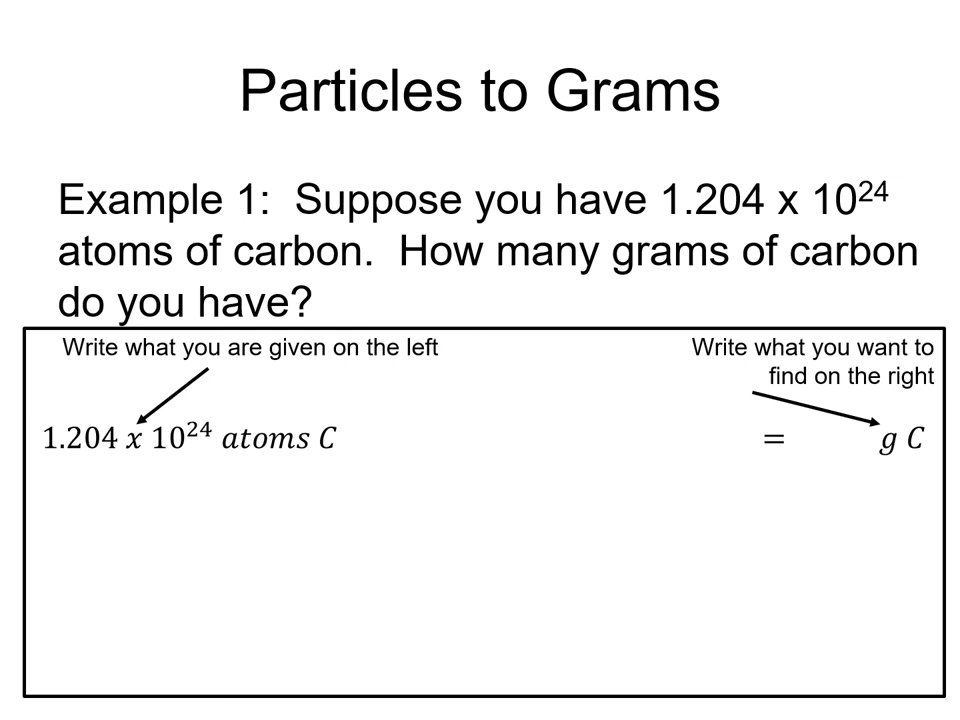 Particles to Grams
Example 1:  Suppose you have 1.204 x 10²⁴
atoms of carbon.  How many grams of carbon
do you have?
Write what you are given on the left
Write what you want to
find on the right
1.204 x 10²⁴ atoms C = g C